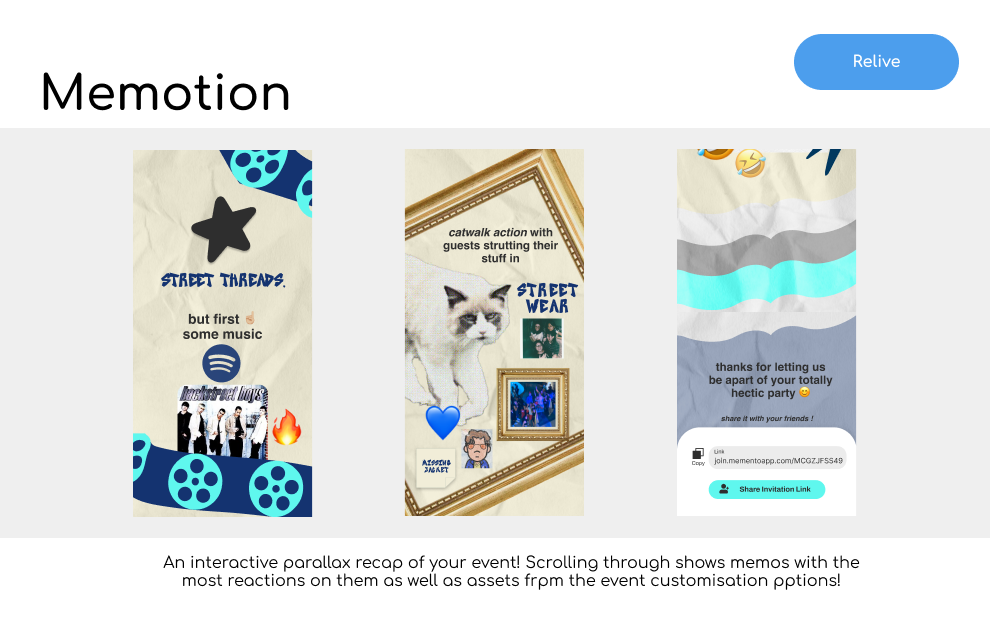 Relive
Memotion
STREET THREADS.
but first
some music
backstreet boys
catwalk action with
guests strutting their
stuff in
STREET
WEAR
MISSING
JACKET
thanks for letting us
be apart of your totally
hectic party
share it with your friends !
Link
join.mementoapp.com/MCGZJFSS49
Copy
Share Invitation Link
An interactive parallax recap of your event! Scrolling through shows memos with the
most reactions on them as well as assets frpm the event customisation pptions!